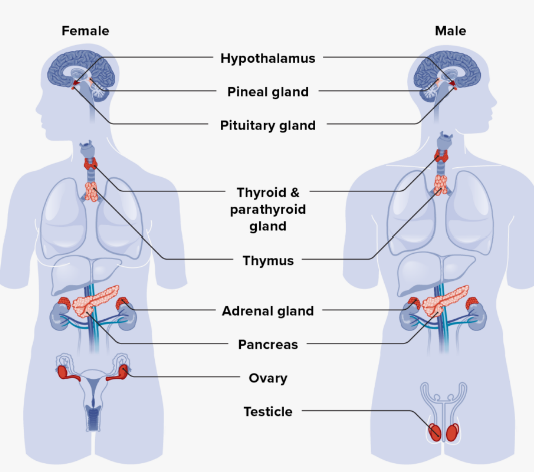 Female
Male
Hypothalamus
Pineal gland
Pituitary gland
Thyroid &
parathyroid
gland
Thymus
Adrenal gland
Pancreas
Ovary
Testicle